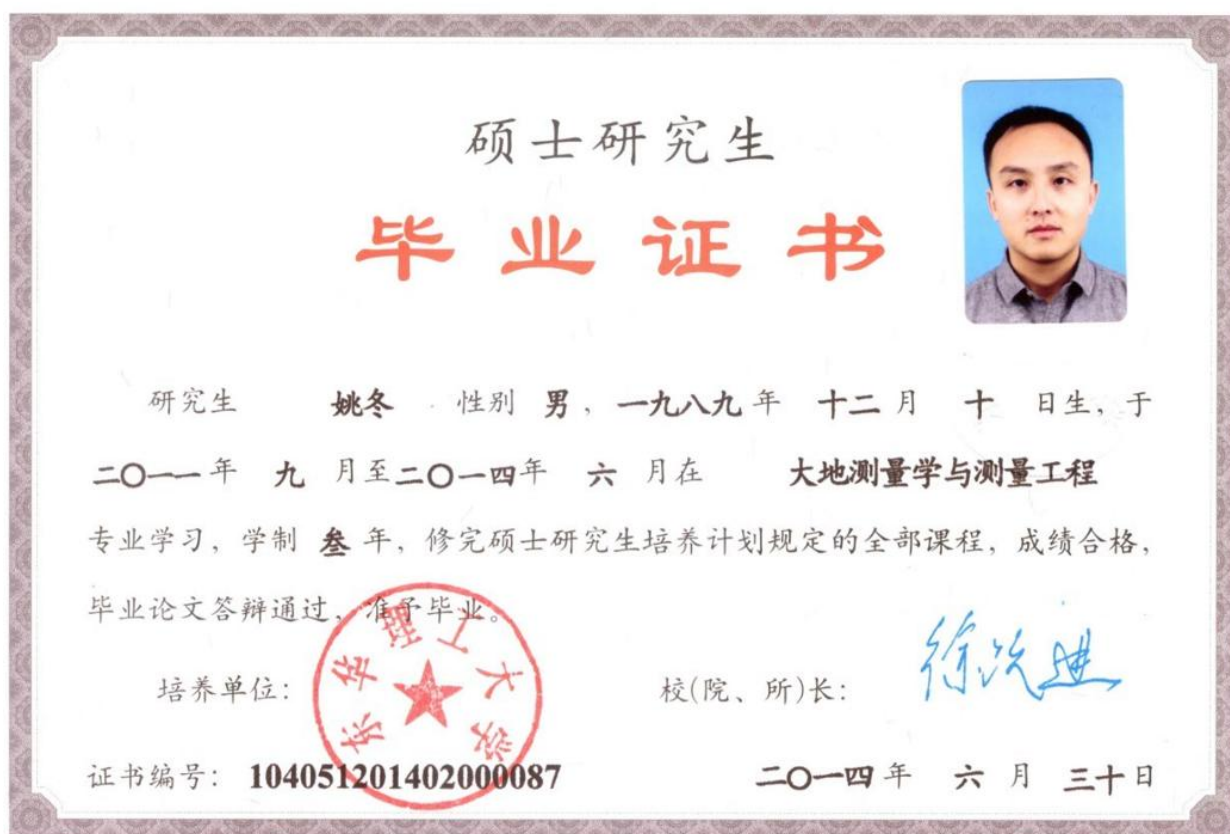 硕士研究生
毕业证书
研究生 姚冬 性别 男，一九八九年 十二月 十 日生，于
二〇一一年 九 月至二〇一四年 六 月在 大地测量学与测量工程
专业学习，学制 叁 年，修完硕士研究生培养计划规定的全部课程，成绩合格，
毕业论文答辩通过，准予毕业。
东华理工大学
培养单位： 校(院、所)长： 徐跃进
证书编号：104051201402000087 二〇一四年 六 月 三十日